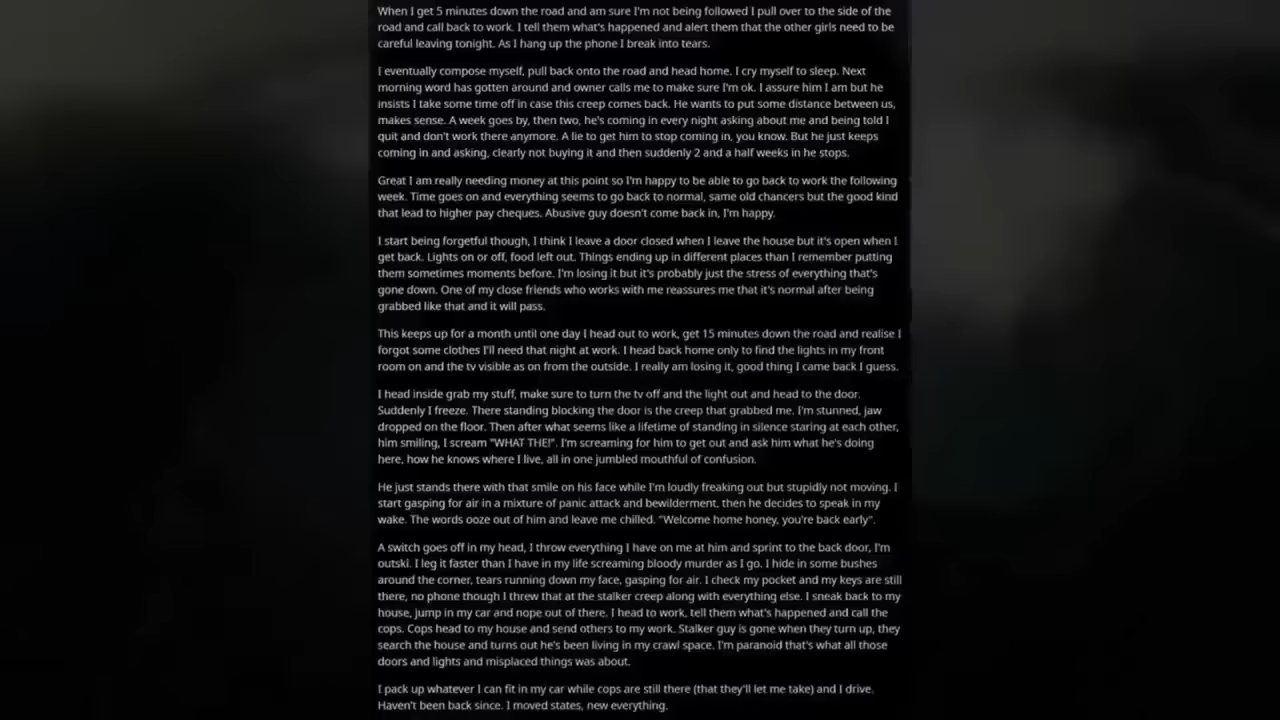 When I get 5 minutes down the road and am sure I'm not being followed I pull over to the side of the
road and call back to work. I tell them what's happened and alert them that the other girls need to be
careful leaving tonight. As I hang up the phone I break into tears.
I eventually compose myself, pull back onto the road and head home. I cry myself to sleep. Next
morning word has gotten around and owner calls me to make sure I'm ok. I assure him I am but he
insists I take some time off in case this creep comes back. He wants to put some distance between us,
makes sense. A week goes by, then two, he's coming in every night asking about me and being told I
quit and don't work there anymore. A lie to get him to stop coming in, you know. But he just keeps
coming in and asking, clearly not buying it and then suddenly 2 and a half weeks in he stops.
Great I am really needing money at this point so I'm happy to be able to go back to work the following
week. Time goes on and everything seems to go back to normal, same old chancers but the good kind
that lead to higher pay cheques. Abusive guy doesn't come back in, I'm happy.
I start being forgetful though, I think I leave a door closed when I leave the house but it's open when I
get back. Lights on or off, food left out. Things ending up in different places than I remember putting
them sometimes moments before. I'm losing it but it's probably just the stress of everything that's
gone down. One of my close friends who works with me reassures me that it's normal after being
grabbed like that and it will pass.
This keeps up for a month until one day I head out to work, get 15 minutes down the road and realise I
forgot some clothes I'll need that night at work. I head back home only to find the lights in my front
room on and the tv visible as on from the outside. I really am losing it, good thing I came back I guess.
I head inside grab my stuff, make sure to turn the tv off and the light out and head to the door.
Suddenly I freeze. There standing blocking the door is the creep that grabbed me. I'm stunned, jaw
dropped on the floor. Then after what seems like a lifetime of standing in silence staring at each other,
him smiling, I scream "WHAT THE!". I'm screaming for him to get out and ask him what he's doing
here, how he knows where I live, all in one jumbled mouthful of confusion.
He just stands there with that smile on his face while I'm loudly freaking out but stupidly not moving. I
start gasping for air in a mixture of panic attack and bewilderment, then he decides to speak in my
wake. The words ooze out of him and leave me chilled. "Welcome home honey, you're back early".
A switch goes off in my head, I throw everything I have on me at him and sprint to the back door, I'm
outski. I leg it faster than I have in my life screaming bloody murder as I go. I hide in some bushes
around the corner, tears running down my face, gasping for air. I check my pocket and my keys are still
there, no phone though I threw that at the stalker creep along with everything else. I sneak back to my
house, jump in my car and nope out of there. I head to work, tell them what's happened and call the
cops. Cops head to my house and send others to my work. Stalker guy is gone when they turn up, they
search the house and turns out he's been living in my crawl space. I'm paranoid that's what all those
doors and lights and misplaced things was about.
I pack up whatever I can fit in my car while cops are still there (that they'll let me take) and I drive.
Haven't been back since. I moved states, new everything.